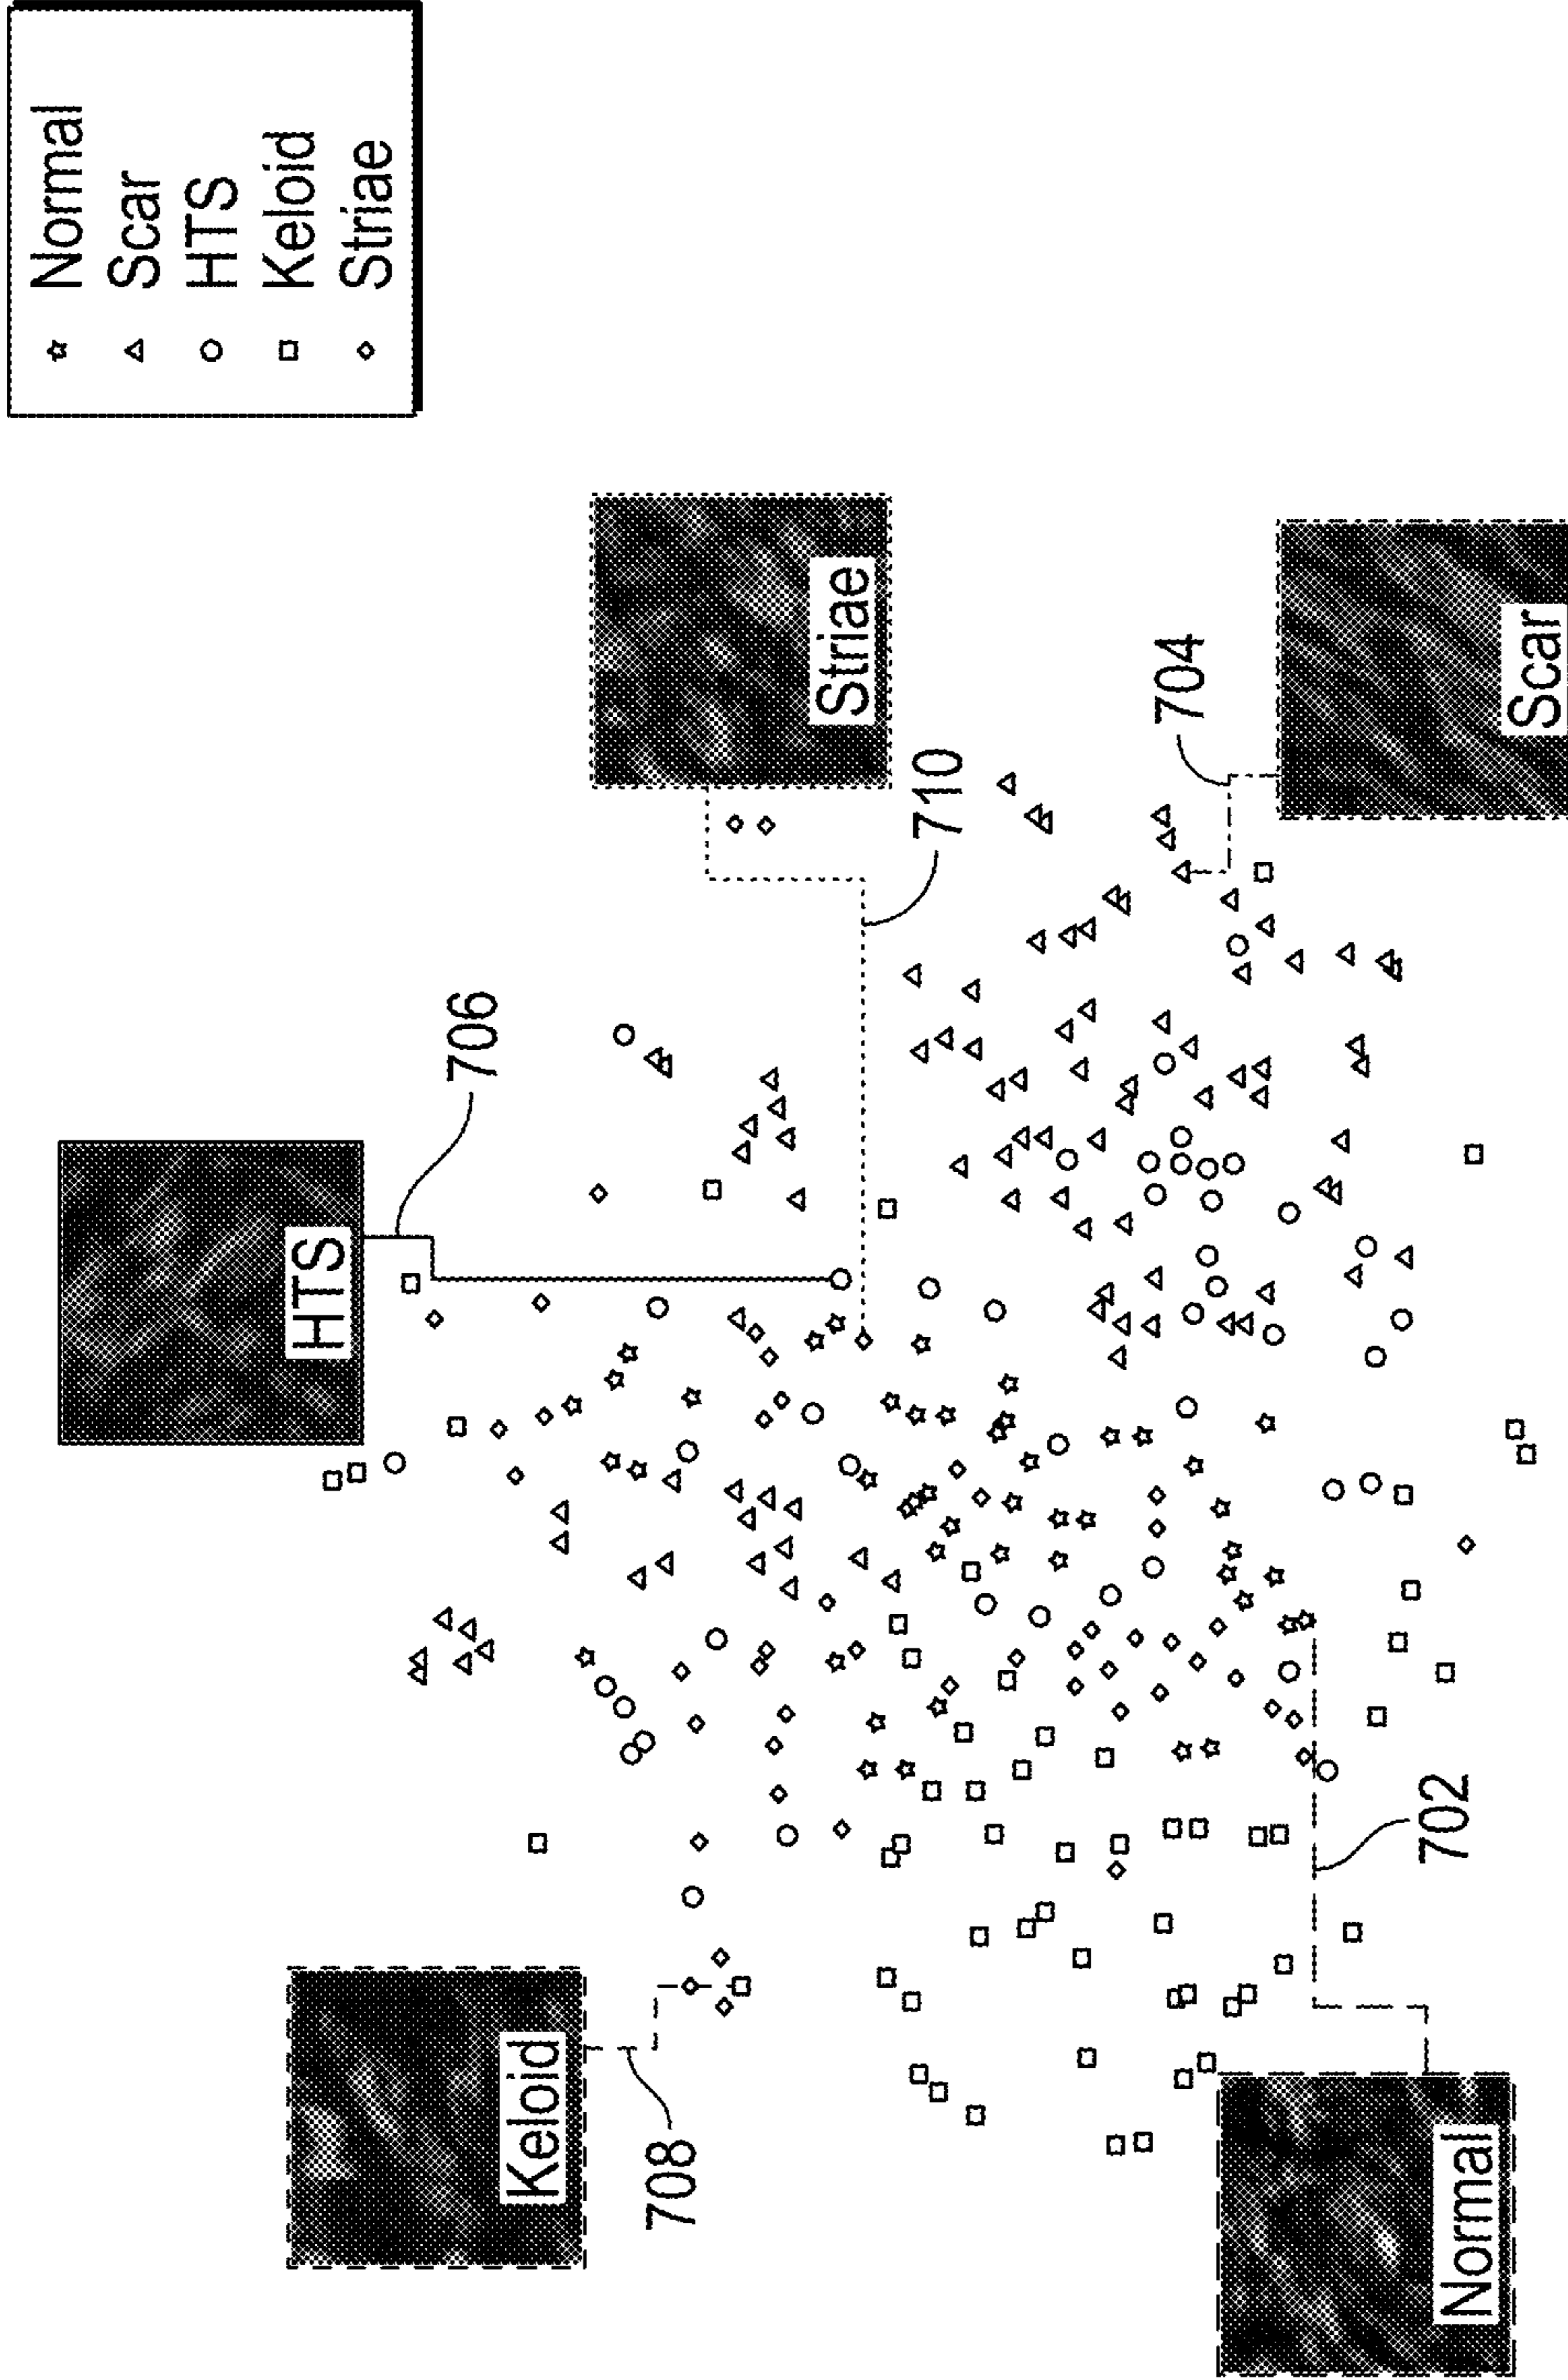 Normal
Scar
HTS
Keloid
Striae
HTS
706
Keloid
708
Striae
710
704
Scar
702
Normal